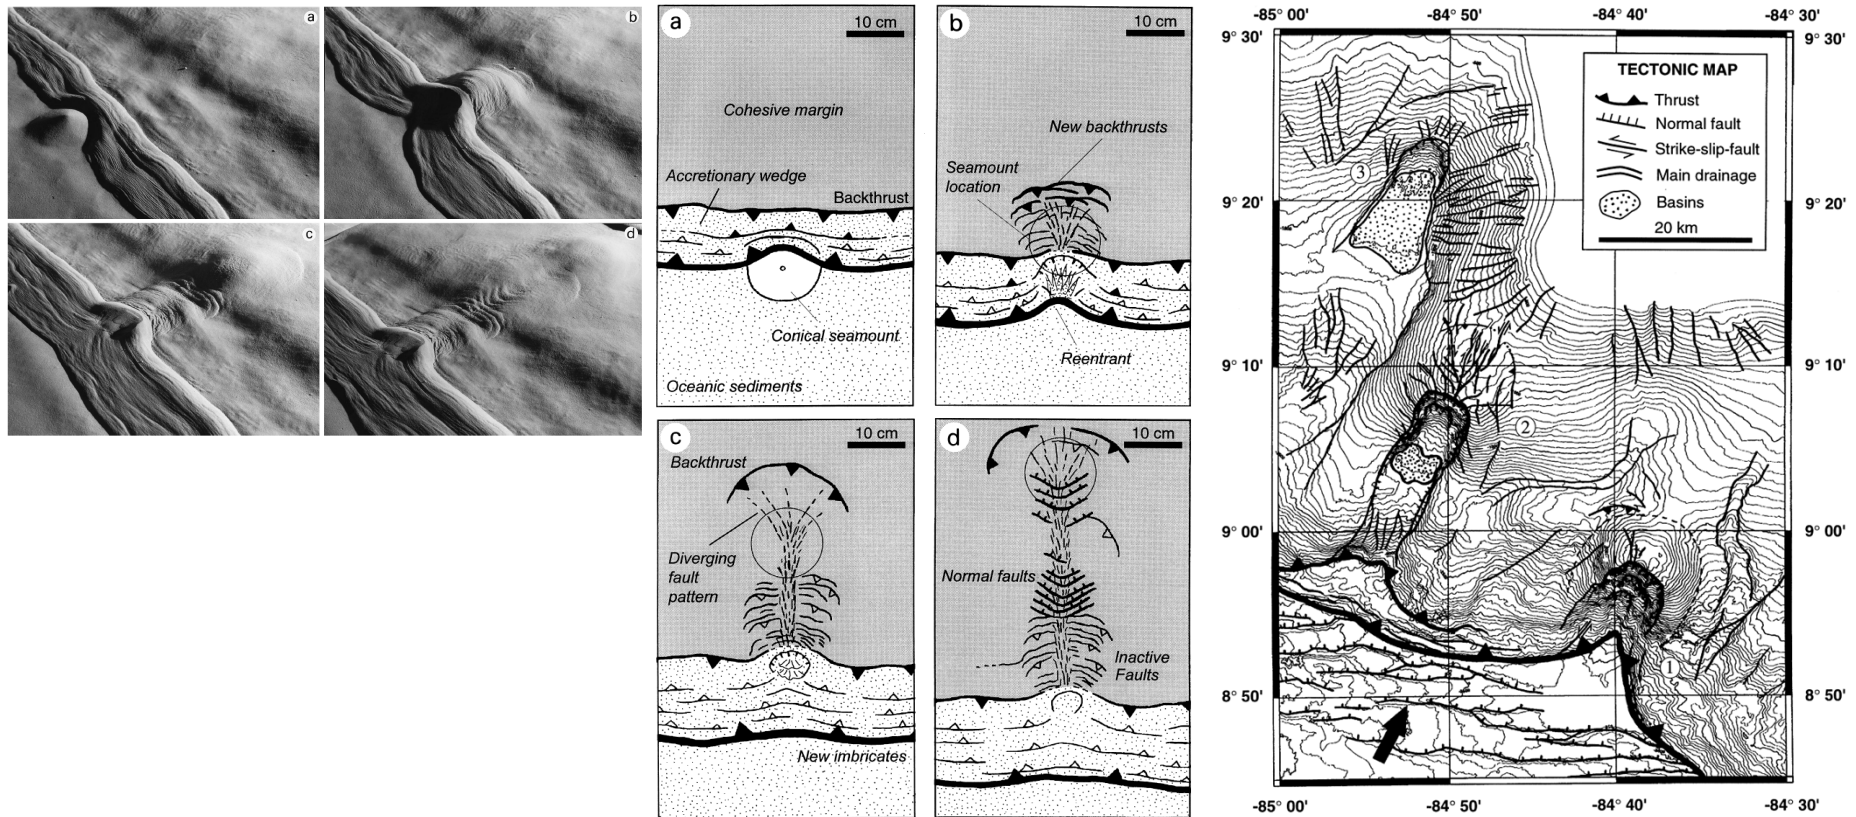 a
b
c
d
a
10 cm
Cohesive margin
Accretionary wedge
Backthrust
Conical seamount
Oceanic sediments
b
10 cm
New backthrusts
Seamount
location
Reentrant
c
10 cm
Backthrust
Diverging
fault
pattern
New imbricates
d
10 cm
Normal faults
Inactive
Faults
-85° 00'
-84° 50'
-84° 40'
-84° 30'
9° 30'
9° 30'
TECTONIC MAP
Thrust
Normal fault
Strike-slip-fault
Main drainage
Basins
20 km
3
9° 20'
9° 20'
9° 10'
9° 10'
2
9° 00'
9° 00'
1
8° 50'
8° 50'
-85° 00'
-84° 50'
-84° 40'
-84° 30'